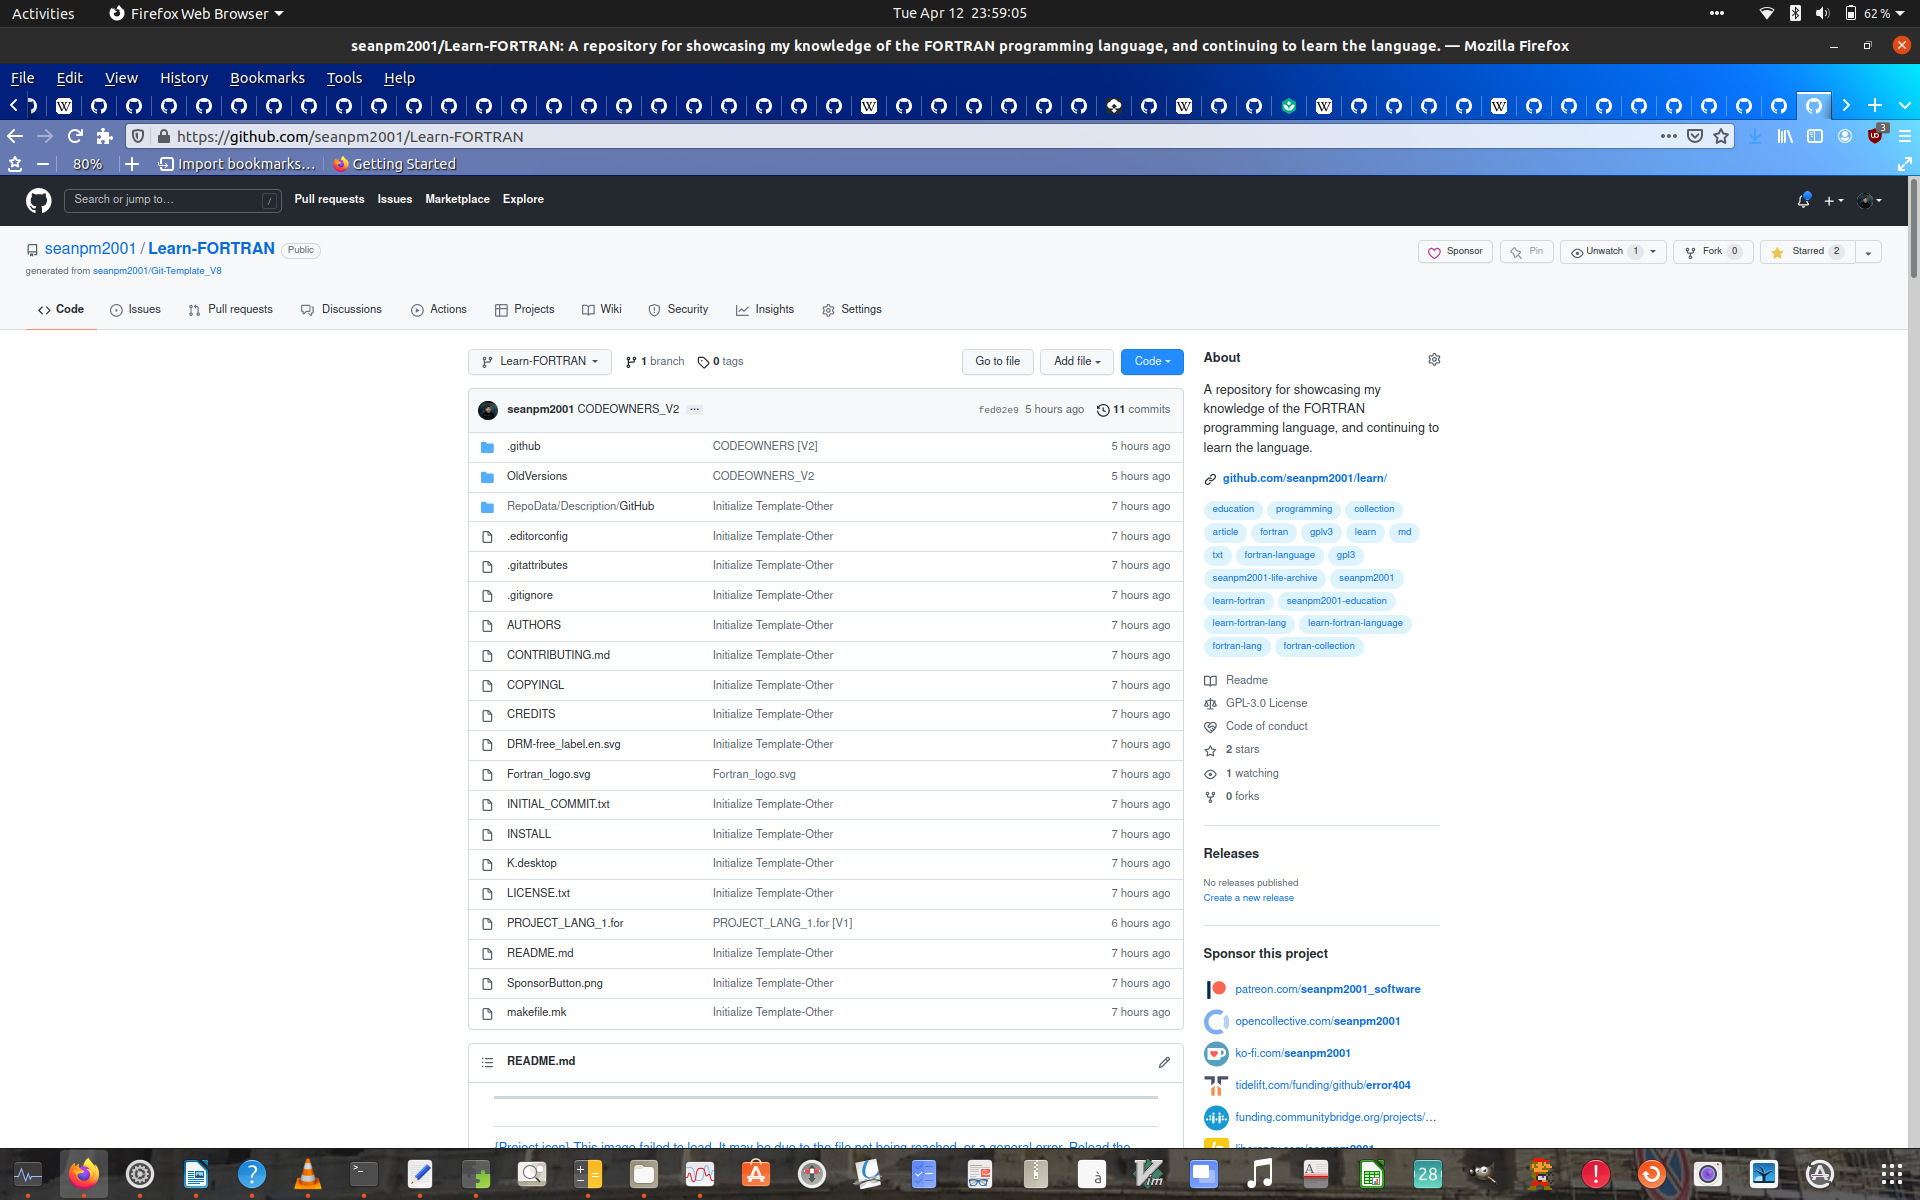 Activities
Firefox Web Browser
Tue Apr 12 23:59:05
62 %
seanpm2001/Learn-FORTRAN: A repository for showcasing my knowledge of the FORTRAN programming language, and continuing to learn the language. — Mozilla Firefox
File Edit View History Bookmarks Tools Help
https://github.com/seanpm2001/Learn-FORTRAN
3
80%
Import bookmarks...
Getting Started
Search or jump to...
/
Pull requests Issues Marketplace Explore
seanpm2001 / Learn-FORTRAN Public
Sponsor
Pin
Unwatch 1
Fork 0
Starred 2
generated from seanpm2001/Git-Template_V8
Code
Issues
Pull requests
Discussions
Actions
Projects
Wiki
Security
Insights
Settings
Learn-FORTRAN
1 branch
0 tags
Go to file
Add file
Code
seanpm2001 CODEOWNERS_V2
fed02e9 5 hours ago
11 commits
.github CODEOWNERS [V2] 5 hours ago
OldVersions CODEOWNERS_V2 5 hours ago
RepoData/Description/GitHub Initialize Template-Other 7 hours ago
.editorconfig Initialize Template-Other 7 hours ago
.gitattributes Initialize Template-Other 7 hours ago
.gitignore Initialize Template-Other 7 hours ago
AUTHORS Initialize Template-Other 7 hours ago
CONTRIBUTING.md Initialize Template-Other 7 hours ago
COPYINGL Initialize Template-Other 7 hours ago
CREDITS Initialize Template-Other 7 hours ago
DRM-free_label.en.svg Initialize Template-Other 7 hours ago
Fortran_logo.svg Fortran_logo.svg 7 hours ago
INITIAL_COMMIT.txt Initialize Template-Other 7 hours ago
INSTALL Initialize Template-Other 7 hours ago
K.desktop Initialize Template-Other 7 hours ago
LICENSE.txt Initialize Template-Other 7 hours ago
PROJECT_LANG_1.for PROJECT_LANG_1.for [V1] 6 hours ago
README.md Initialize Template-Other 7 hours ago
SponsorButton.png Initialize Template-Other 7 hours ago
makefile.mk Initialize Template-Other 7 hours ago
README.md
{Project icon} This image failed to load. It may be due to the file not being reached, or a general error. Reload the
About
A repository for showcasing my
knowledge of the FORTRAN
programming language, and continuing to
learn the language.
github.com/seanpm2001/learn/
education programming collection
article fortran gplv3 learn md
txt fortran-language gpl3
seanpm2001-life-archive seanpm2001
learn-fortran seanpm2001-education
learn-fortran-lang learn-fortran-language
fortran-lang fortran-collection
Readme
GPL-3.0 License
Code of conduct
2 stars
1 watching
0 forks
Releases
No releases published
Create a new release
Sponsor this project
patreon.com/seanpm2001_software
opencollective.com/seanpm2001
ko-fi.com/seanpm2001
tidelift.com/funding/github/error404
funding.communitybridge.org/projects/...
liberapay.com/seanpm2001
28